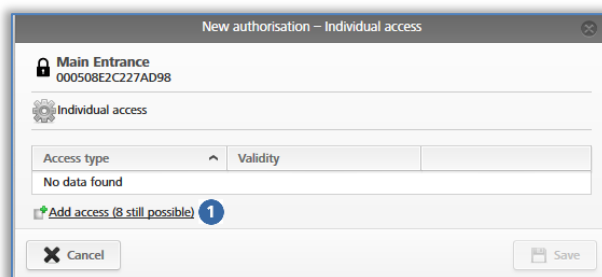 New authorisation – Individual access
Main Entrance
000508E2C227AD98
Individual access
Access type Validity
No data found
Add access (8 still possible) 1
Cancel Save